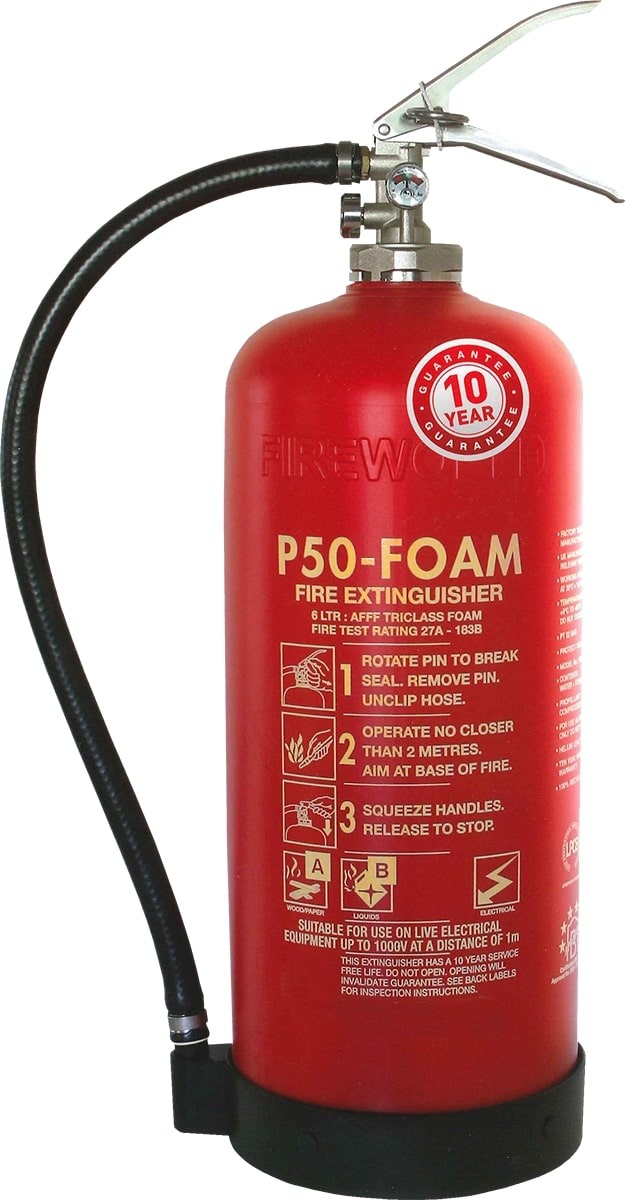 GUARANTEE
10
YEAR
GUARANTEE
FIREWORLD
P50-FOAM
FIRE EXTINGUISHER
6 LTR : AFFF TRICLASS FOAM
FIRE TEST RATING 27A - 183B
1 ROTATE PIN TO BREAK
SEAL. REMOVE PIN.
UNCLIP HOSE.
2 OPERATE NO CLOSER
THAN 2 METRES.
AIM AT BASE OF FIRE.
3 SQUEEZE HANDLES.
RELEASE TO STOP.
A
WOOD/PAPER
B
LIQUIDS
ELECTRICAL
SUITABLE FOR USE ON LIVE ELECTRICAL
EQUIPMENT UP TO 1000V AT A DISTANCE OF 1m
THIS EXTINGUISHER HAS A 10 YEAR SERVICE
FREE LIFE. DO NOT OPEN. OPENING WILL
INVALIDATE GUARANTEE. SEE BACK LABELS
FOR INSPECTION INSTRUCTIONS.